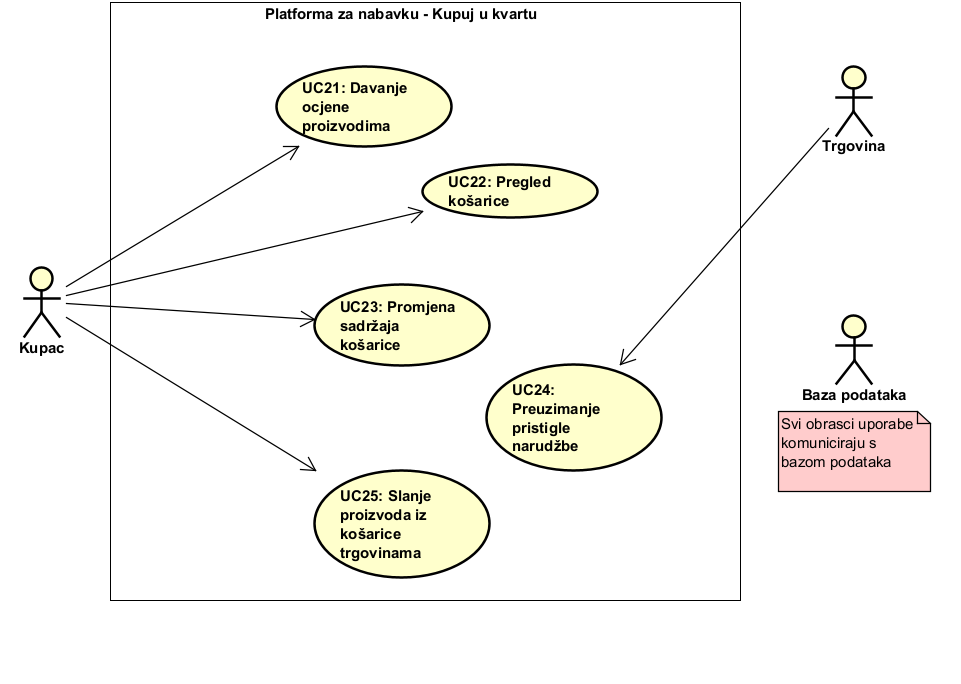 Platforma za nabavku - Kupuj u kvartu
UC21: Davanje
ocjene
proizvodima
Trgovina
UC22: Pregled
košarice
Kupac
UC23: Promjena
sadržaja
košarice
UC24:
Preuzimanje
pristigle
narudžbe
Baza podataka
Svi obrasci uporabe
komuniciraju s
bazom podataka
UC25: Slanje
proizvoda iz
košarice
trgovinama